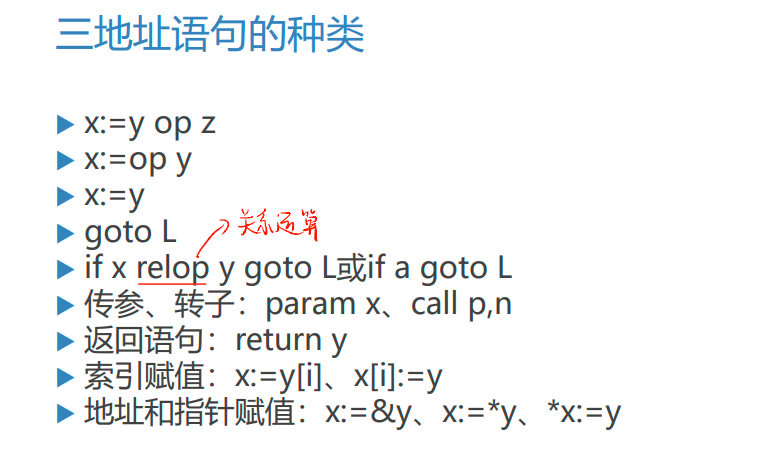 三地址语句的种类
x:=y op z
x:=op y
x:=y
关系运算
goto L
if x relop y goto L或if a goto L
传参、转子：param x、call p,n
返回语句：return y
索引赋值：x:=y[i]、x[i]:=y
地址和指针赋值：x:=&y、x:=*y、*x:=y